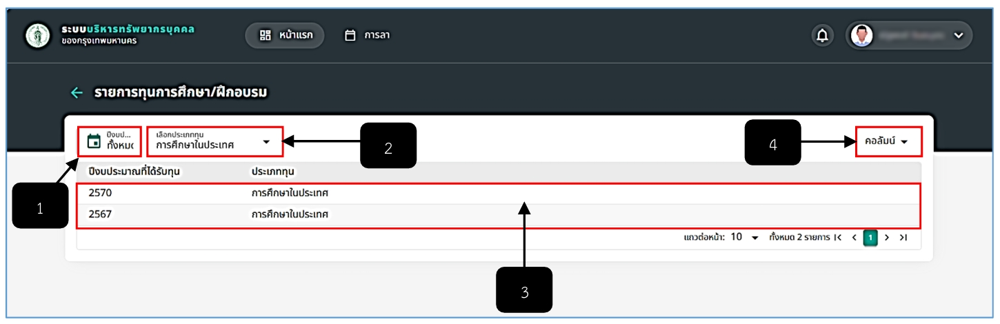 ระบบบริหารทรัพยากรบุคคล
ของกรุงเทพมหานคร
หน้าแรก
การลา
รายการทุนการศึกษา/ฝึกอบรม
ปีงบป...
ทั้งหมด
เลือกประเภททุน
การศึกษาในประเทศ
2
4
คอลัมน์
ปีงบประมาณที่ได้รับทุน ประเภททุน
1
2570 การศึกษาในประเทศ
2567 การศึกษาในประเทศ
แถวต่อหน้า: 10 ทั้งหมด 2 รายการ 1
3